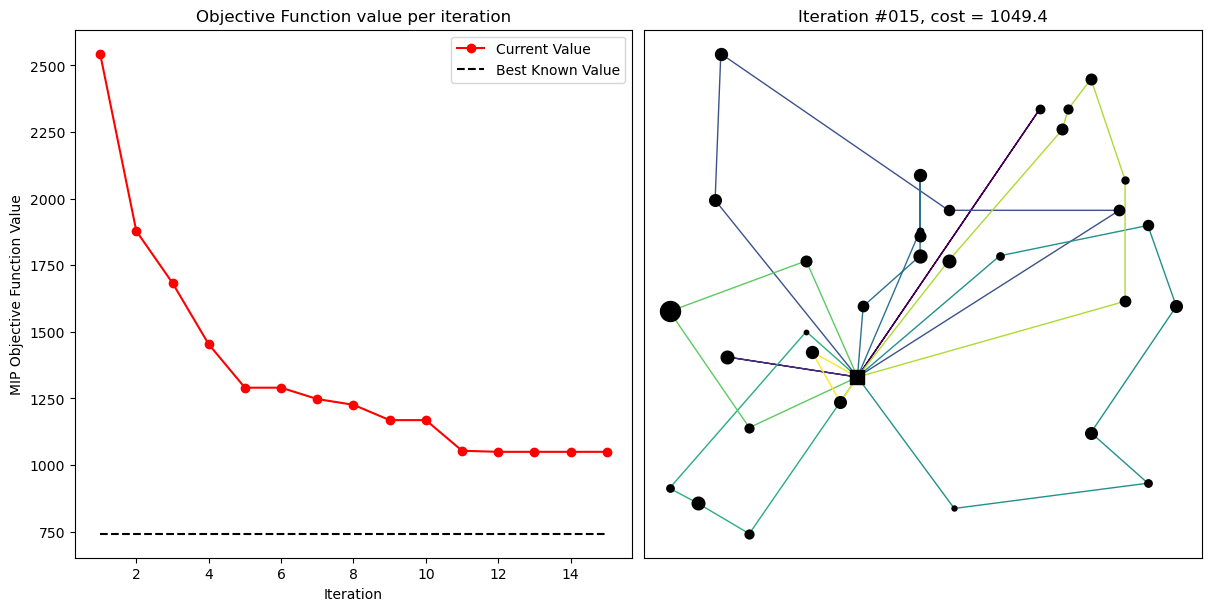 Objective Function value per iteration
Current Value
Best Known Value
MIP Objective Function Value
2500
2250
2000
1750
1500
1250
1000
750
2 4 6 8 10 12 14
Iteration
Iteration #015, cost = 1049.4